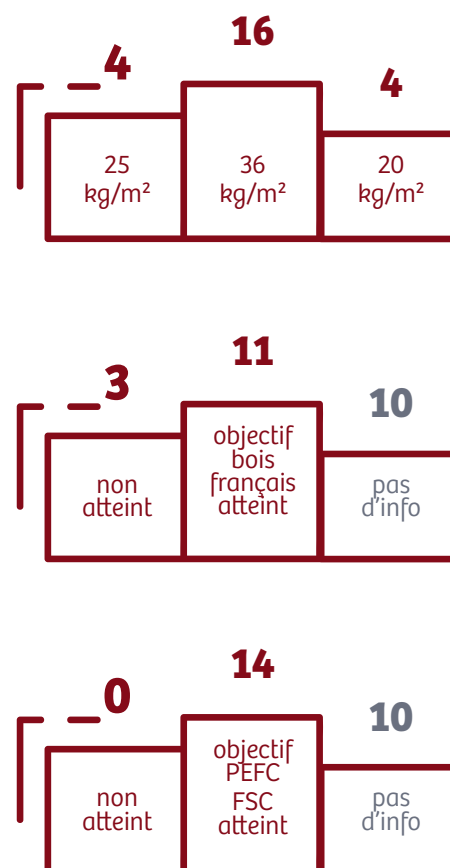 4
16
4
25
kg/m²
36
kg/m²
20
kg/m²
3
11
10
non
atteint
objectif
bois
français
atteint
pas
d'info
0
14
10
non
atteint
objectif
PEFC
FSC
atteint
pas
d'info